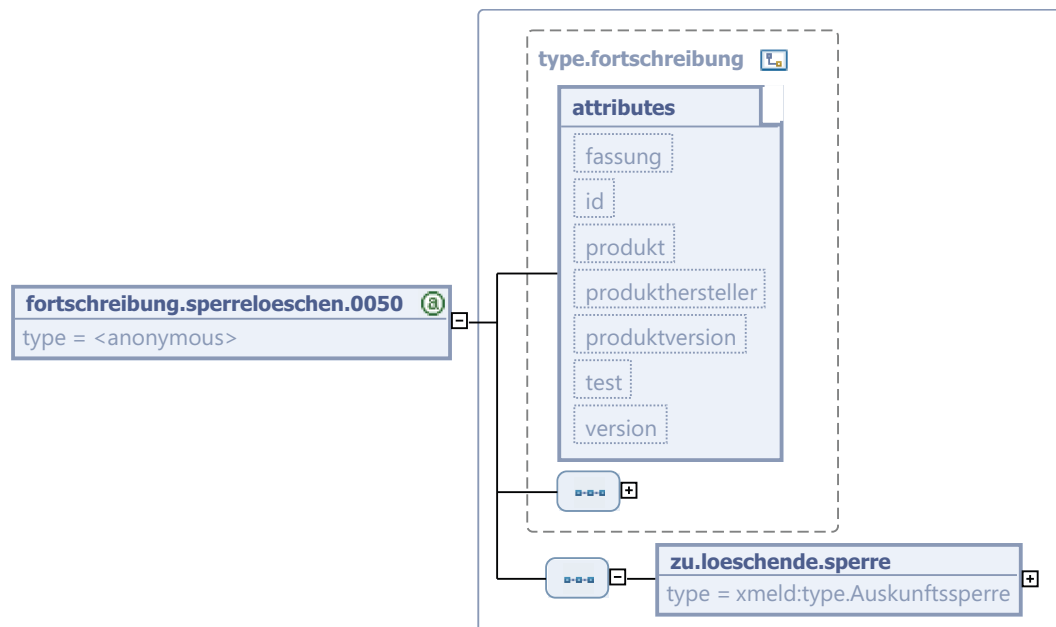 type.fortschreibung
attributes
fassung
id
produkt
produkthersteller
produktversion
test
version
fortschreibung.sperreloeschen.0050 @
type = <anonymous>
zu.loeschende.sperre
type = xmeld:type.Auskunftssperre